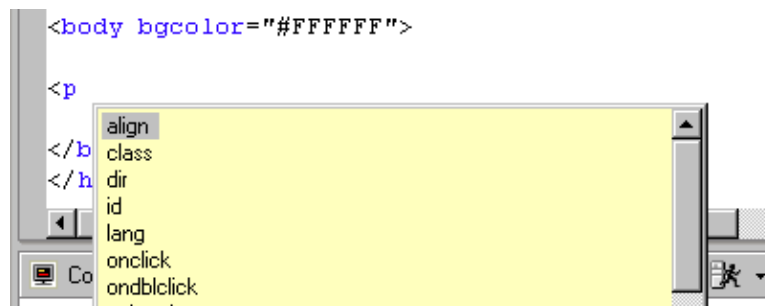 <body bgcolor="#FFFFFF">
<p
align
</b
class
</h
dir
id
lang
onclick
Co
ondblclick